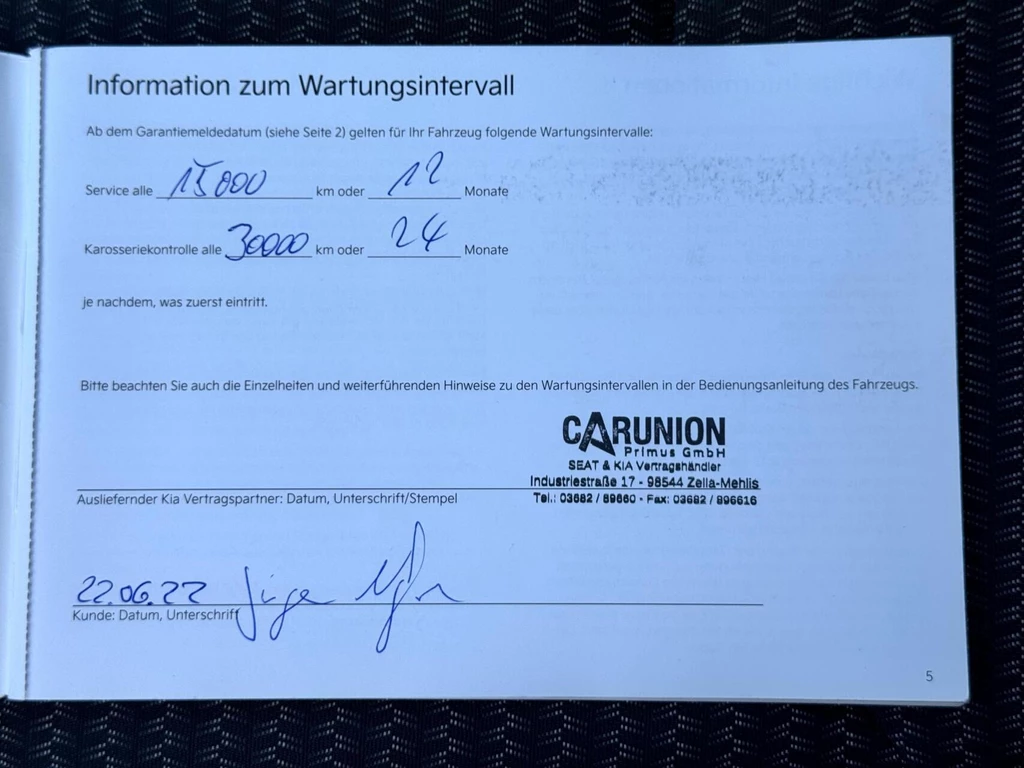 Information zum Wartungsintervall
Ab dem Garantiemeldedatum (siehe Seite 2) gelten für Ihr Fahrzeug folgende Wartungsintervalle:
Service alle 15000 km oder 12 Monate
Karosseriekontrolle alle 30000 km oder 24 Monate
je nachdem, was zuerst eintritt.
Bitte beachten Sie auch die Einzelheiten und weiterführenden Hinweise zu den Wartungsintervallen in der Bedienungsanleitung des Fahrzeugs.
CARUNION
Primus GmbH
SEAT & KIA Vertragshändler
Industriestraße 17 - 98544 Zella-Mehlis
Tel.: 03682 / 89660 - Fax: 03682 / 896616
Ausliefernder Kia Vertragspartner: Datum, Unterschrift/Stempel
22.06.22
Kunde: Datum, Unterschrift
5